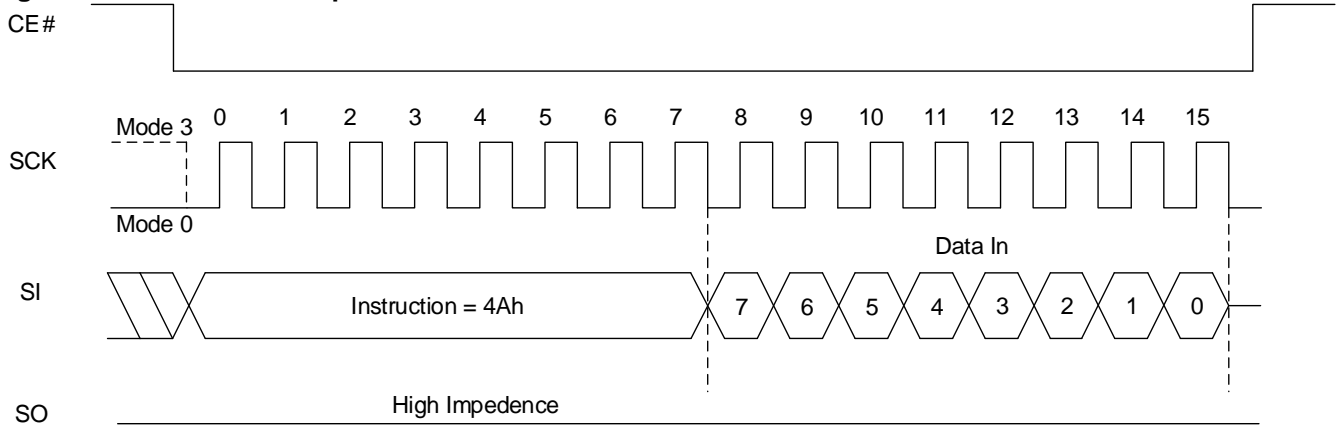 CE#
Mode 3 0 1 2 3 4 5 6 7 8 9 10 11 12 13 14 15
SCK
Mode 0
Data In
SI Instruction = 4Ah 7 6 5 4 3 2 1 0
High Impedence
SO